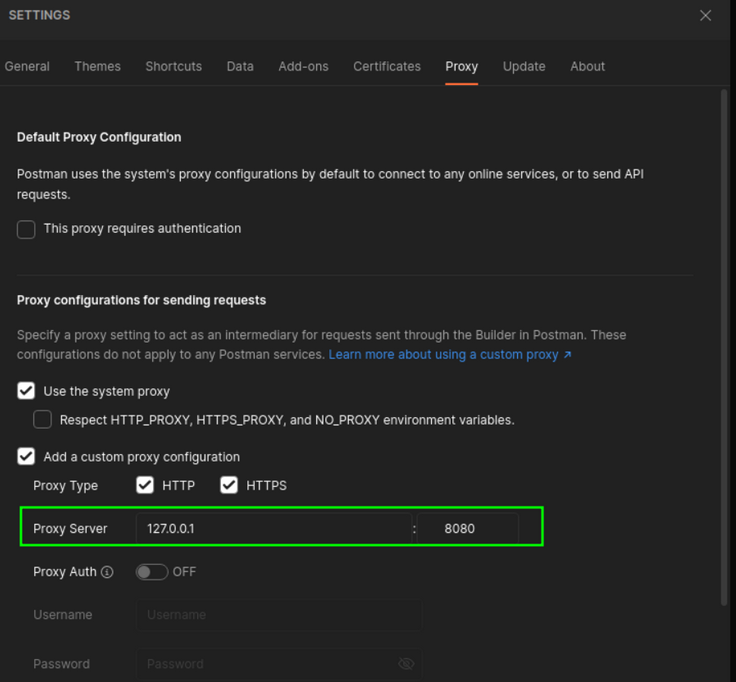 SETTINGS
General Themes Shortcuts Data Add-ons Certificates Proxy Update About
Default Proxy Configuration
Postman uses the system's proxy configurations by default to connect to any online services, or to send API
requests.
This proxy requires authentication
Proxy configurations for sending requests
Specify a proxy setting to act as an intermediary for requests sent through the Builder in Postman. These
configurations do not apply to any Postman services. Learn more about using a custom proxy ↗
Use the system proxy
Respect HTTP_PROXY, HTTPS_PROXY, and NO_PROXY environment variables.
Add a custom proxy configuration
Proxy Type HTTP HTTPS
Proxy Server 127.0.0.1 : 8080
Proxy Auth OFF
Username Username
Password Password